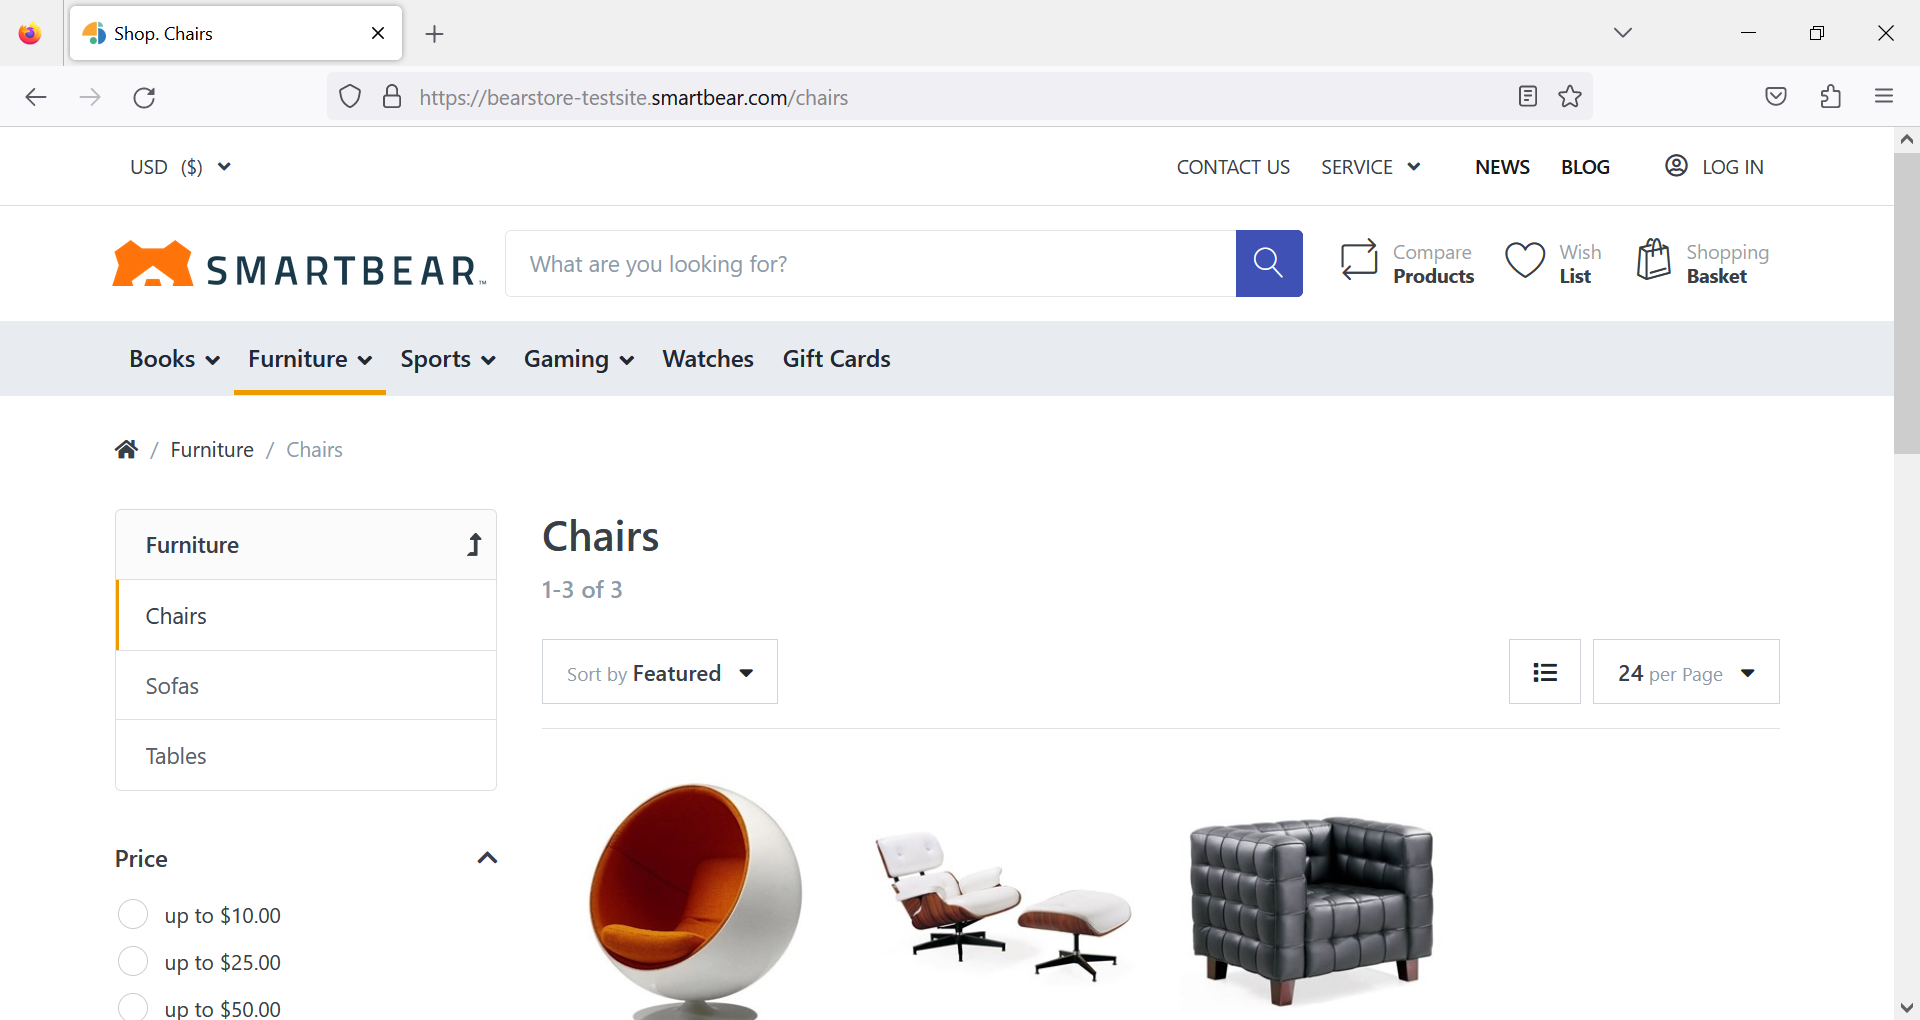 Shop. Chairs
https://bearstore-testsite.smartbear.com/chairs
USD ($)
CONTACT US
SERVICE
NEWS
BLOG
LOG IN
SMARTBEAR™
What are you looking for?
Compare
Products
Wish
List
Shopping
Basket
Books
Furniture
Sports
Gaming
Watches
Gift Cards
/ Furniture / Chairs
Furniture
Chairs
Sofas
Tables
Price
up to $10.00
up to $25.00
up to $50.00
Chairs
1-3 of 3
Sort by Featured
24 per Page